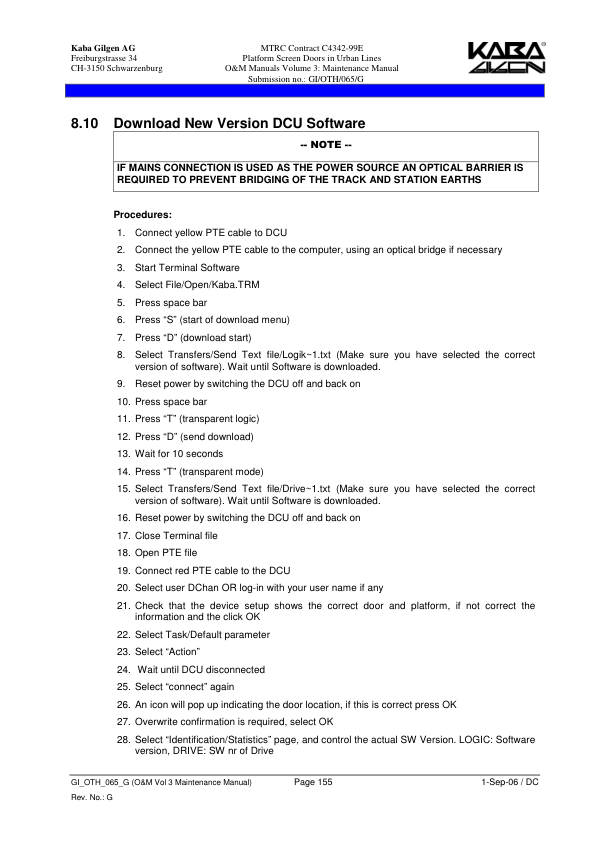 Kaba Gilgen AG
Freiburgstrasse 34
CH-3150 Schwarzenburg
MTRC Contract C4342-99E
Platform Screen Doors in Urban Lines
O&M Manuals Volume 3: Maintenance Manual
Submission no.: GI/OTH/065/G
KABA®
GILGEN
8.10 Download New Version DCU Software
-- NOTE --
IF MAINS CONNECTION IS USED AS THE POWER SOURCE AN OPTICAL BARRIER IS
REQUIRED TO PREVENT BRIDGING OF THE TRACK AND STATION EARTHS
Procedures:
1. Connect yellow PTE cable to DCU
2. Connect the yellow PTE cable to the computer, using an optical bridge if necessary
3. Start Terminal Software
4. Select File/Open/Kaba.TRM
5. Press space bar
6. Press “S” (start of download menu)
7. Press “D” (download start)
8. Select Transfers/Send Text file/Logik~1.txt (Make sure you have selected the correct
version of software). Wait until Software is downloaded.
9. Reset power by switching the DCU off and back on
10. Press space bar
11. Press “T” (transparent logic)
12. Press “D” (send download)
13. Wait for 10 seconds
14. Press “T” (transparent mode)
15. Select Transfers/Send Text file/Drive~1.txt (Make sure you have selected the correct
version of software). Wait until Software is downloaded.
16. Reset power by switching the DCU off and back on
17. Close Terminal file
18. Open PTE file
19. Connect red PTE cable to the DCU
20. Select user DChan OR log-in with your user name if any
21. Check that the device setup shows the correct door and platform, if not correct the
information and the click OK
22. Select Task/Default parameter
23. Select “Action”
24. Wait until DCU disconnected
25. Select “connect” again
26. An icon will pop up indicating the door location, if this is correct press OK
27. Overwrite confirmation is required, select OK
28. Select “Identification/Statistics” page, and control the actual SW Version. LOGIC: Software
version, DRIVE: SW nr of Drive
GI_OTH_065_G (O&M Vol 3 Maintenance Manual) Page 155 1-Sep-06 / DC
Rev. No.: G